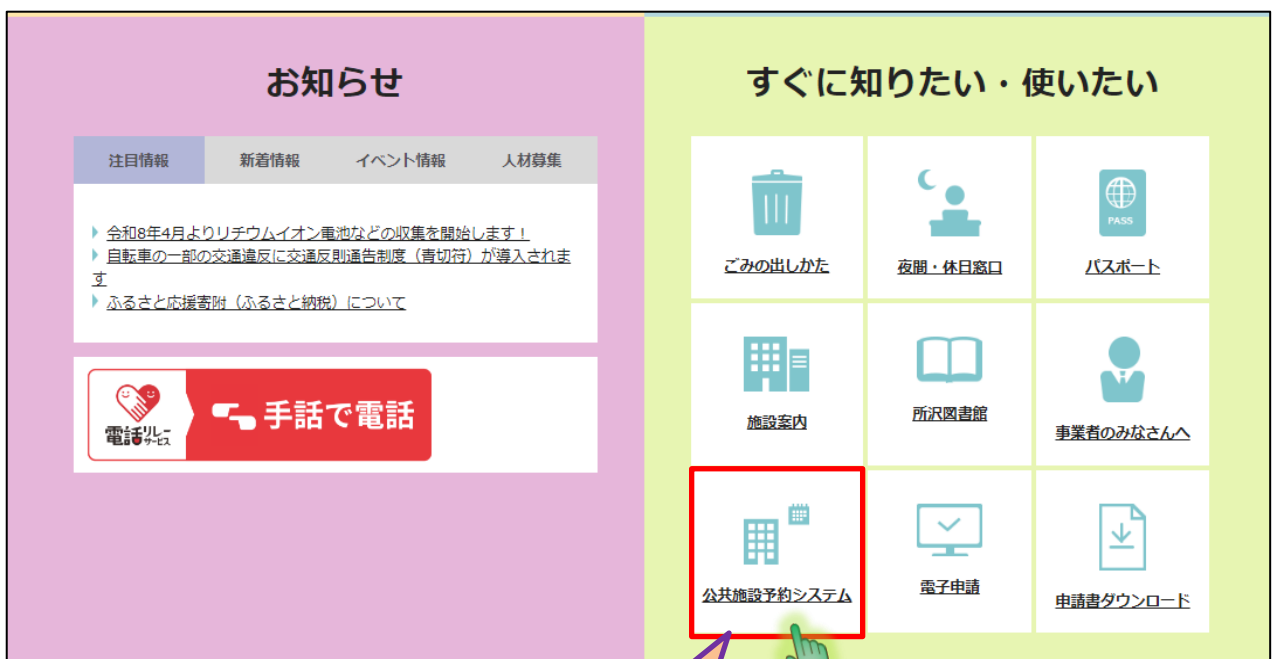 お知らせ
注目情報
新着情報
イベント情報
人材募集
令和8年4月よりリチウムイオン電池などの収集を開始します!
自転車の一部の交通違反に交通反則通告制度(青切符)が導入されま
す
ふるさと応援寄附(ふるさと納税)について
電話リレー
サービス
手話で電話
すぐに知りたい・使いたい
ごみの出しかた
夜間・休日窓口
PASS
パスポート
施設案内
所沢図書館
事業者のみなさんへ
公共施設予約システム
電子申請
申請書ダウンロード